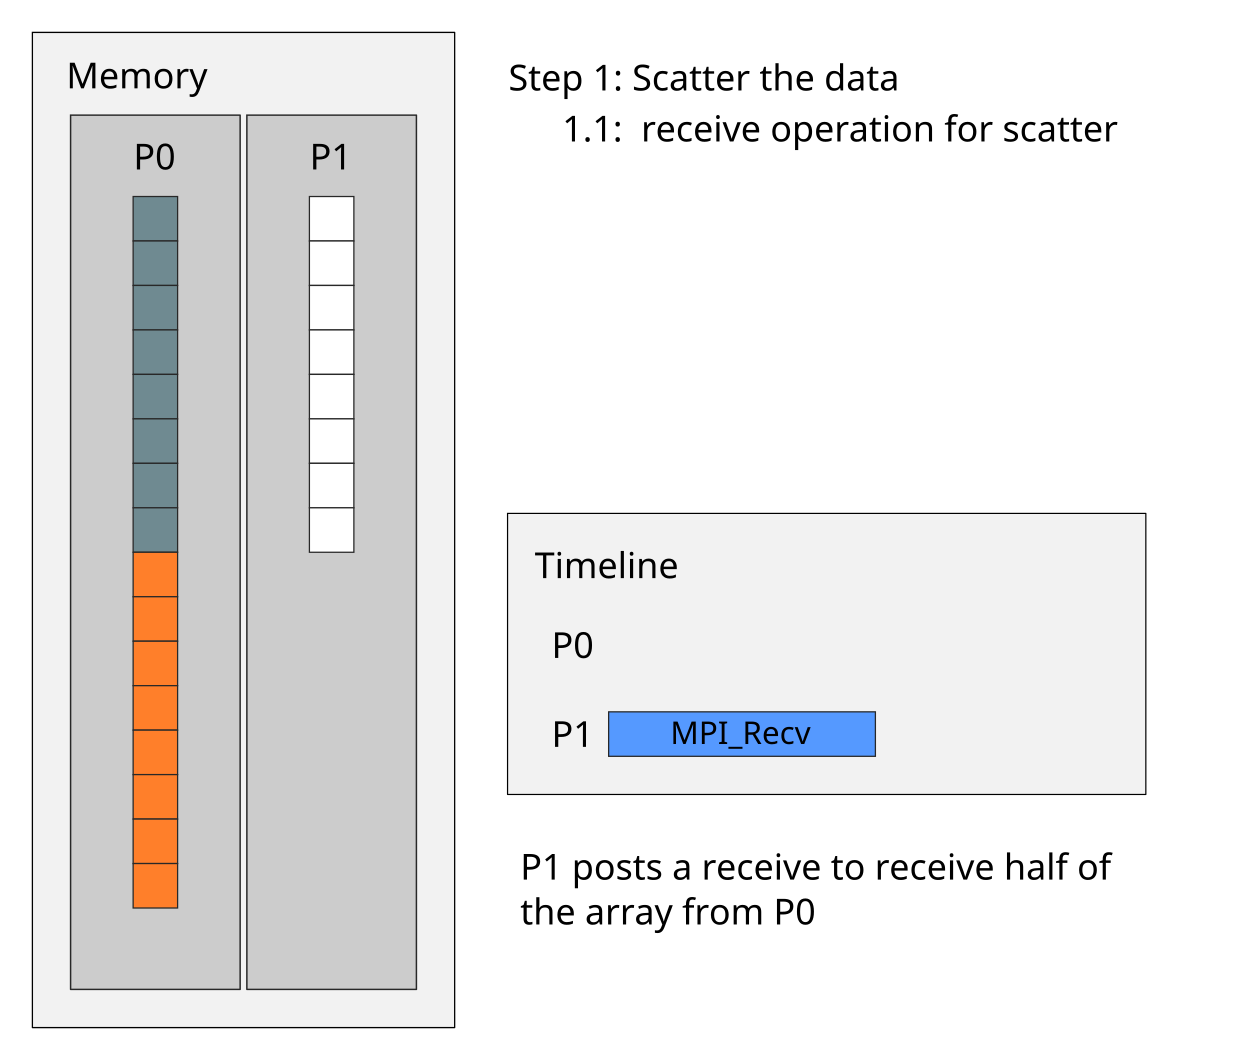 Memory
P0
P1
Step 1: Scatter the data
1.1:  receive operation for scatter
Timeline
P0
P1
MPI_Recv
P1 posts a receive to receive half of
the array from P0